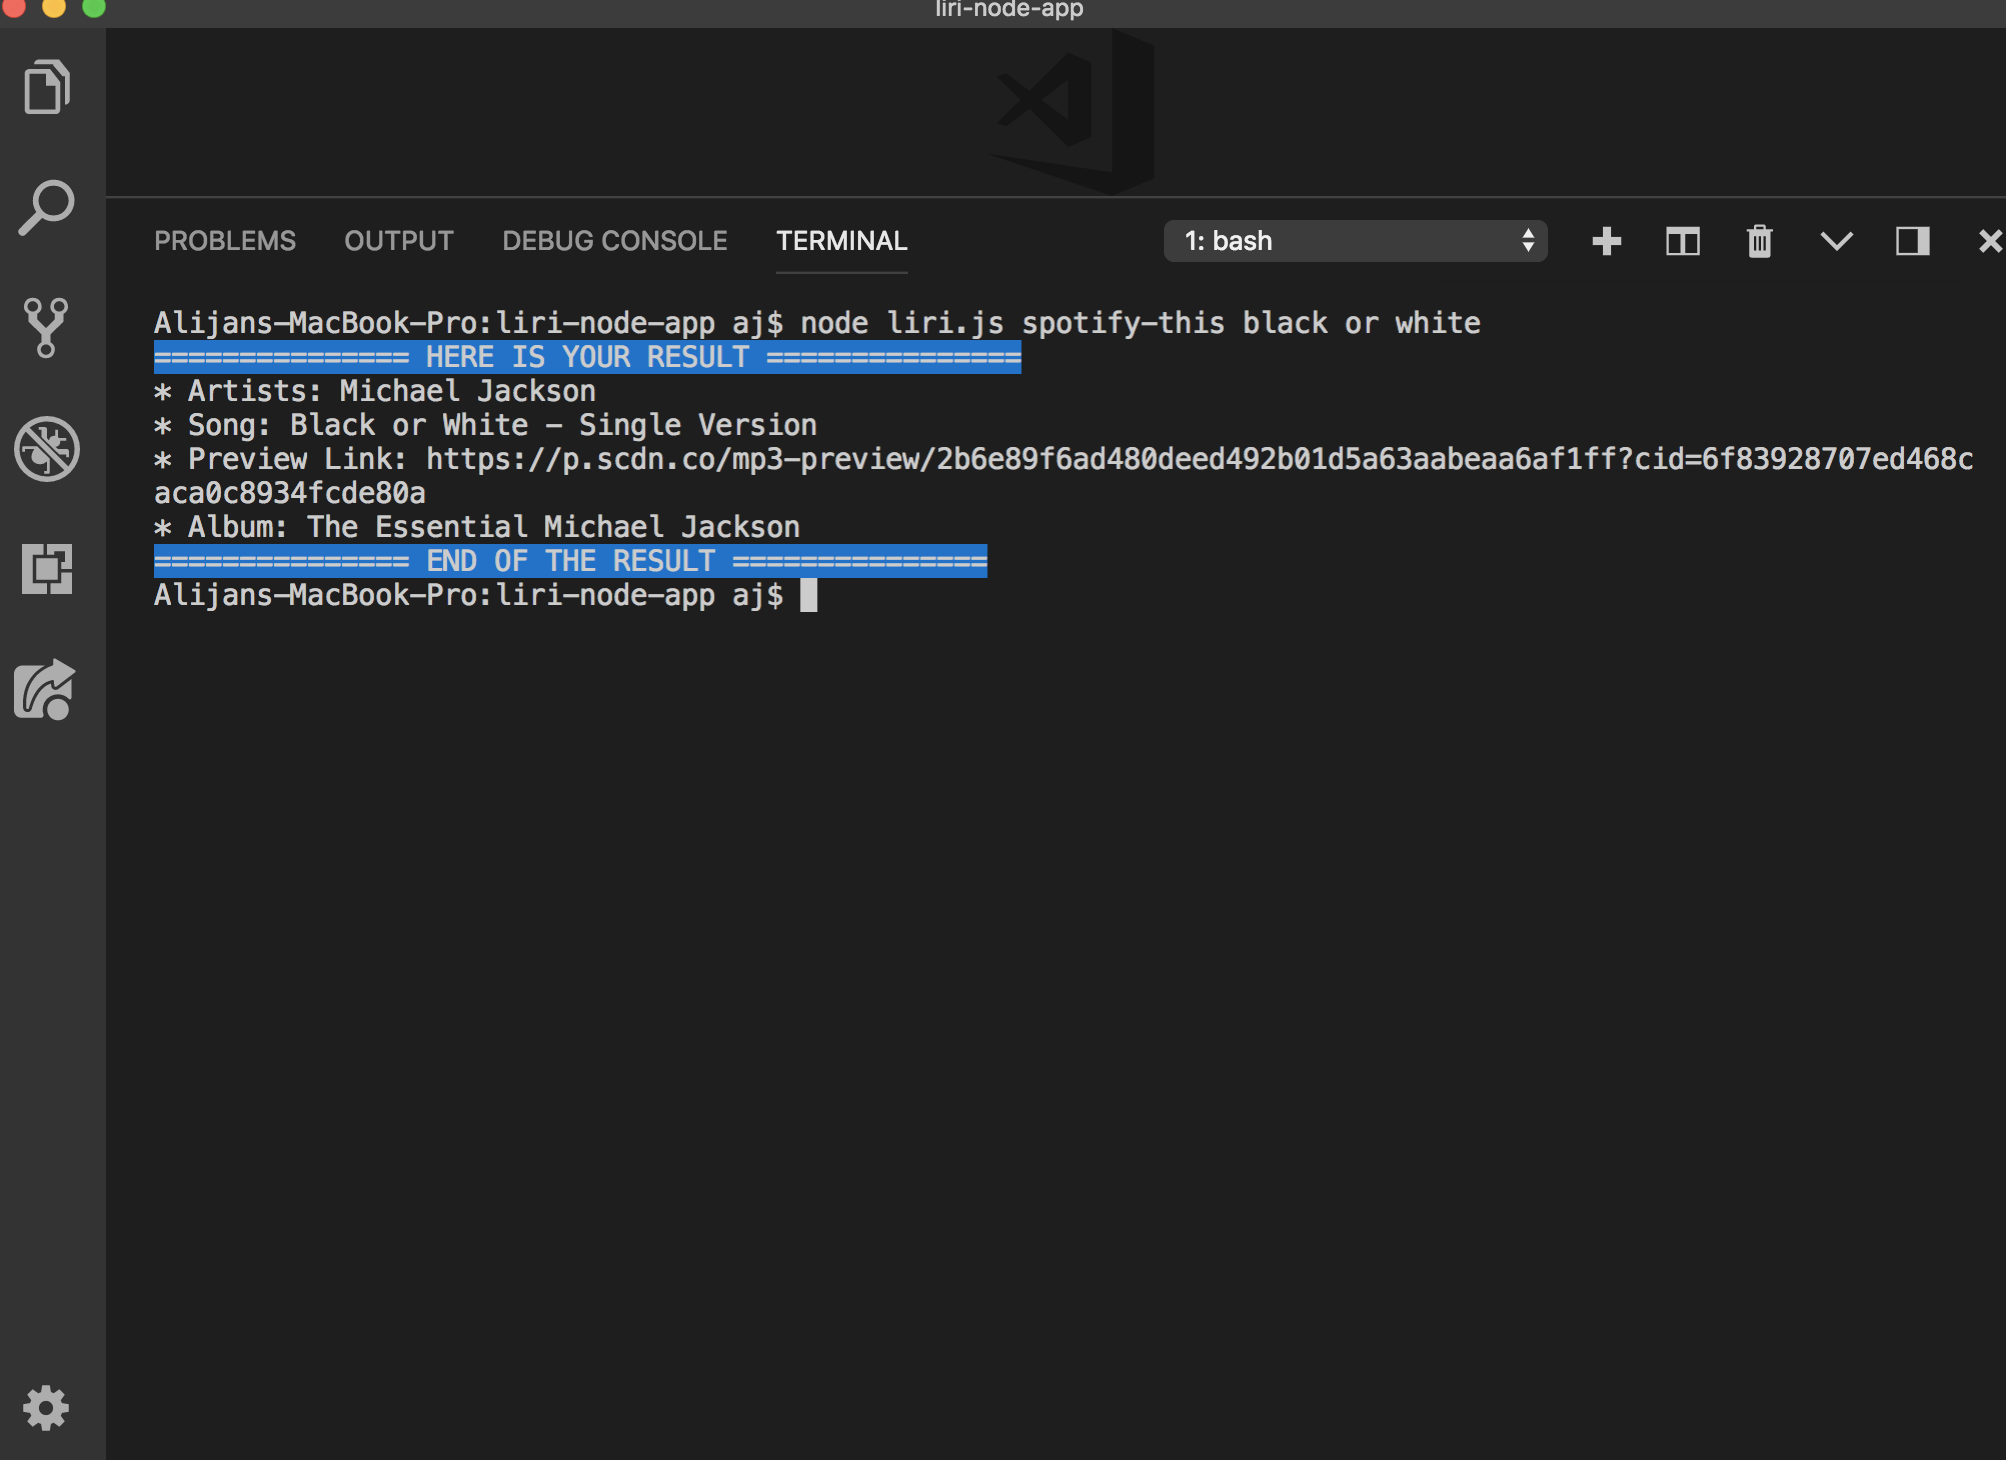 liri-node-app
PROBLEMS OUTPUT DEBUG CONSOLE TERMINAL 1: bash
Alijans-MacBook-Pro:liri-node-app aj$ node liri.js spotify-this black or white
=============== HERE IS YOUR RESULT ===============
* Artists: Michael Jackson
* Song: Black or White - Single Version
* Preview Link: https://p.scdn.co/mp3-preview/2b6e89f6ad480deed492b01d5a63aabeaa6af1ff?cid=6f83928707ed468c
aca0c8934fcde80a
* Album: The Essential Michael Jackson
=============== END OF THE RESULT ===============
Alijans-MacBook-Pro:liri-node-app aj$